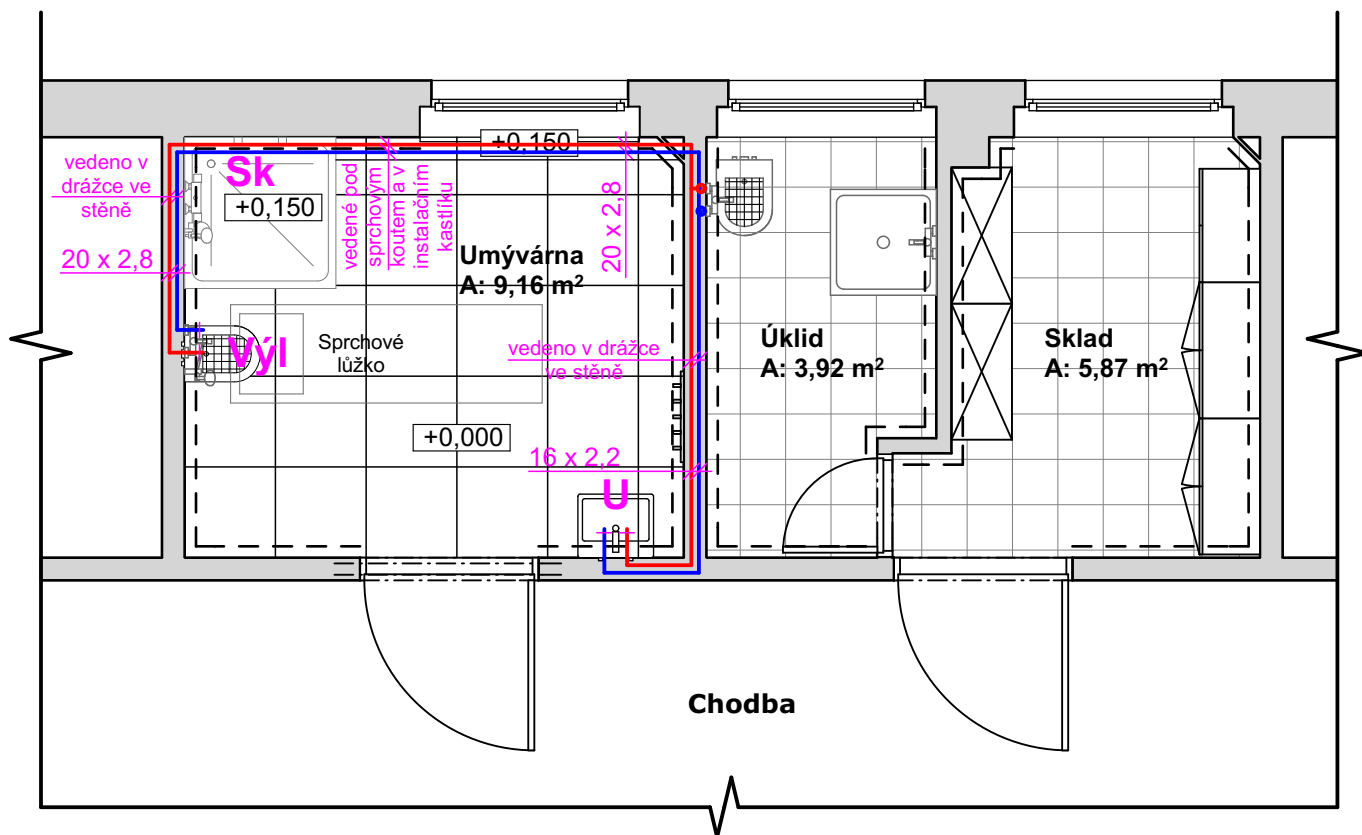 vedeno v
drážce ve
stěně
20 x 2,8
Sk
+0,150
vedené pod
sprchovým
koutem a v
instalačním
kastlíku
+0,150
20 x 2,8
Umývárna
A: 9,16 m²
Výl
Sprchové
lůžko
vedeno v drážce
ve stěně
+0,000
16 x 2,2
U
Úklid
A: 3,92 m²
Sklad
A: 5,87 m²
Chodba